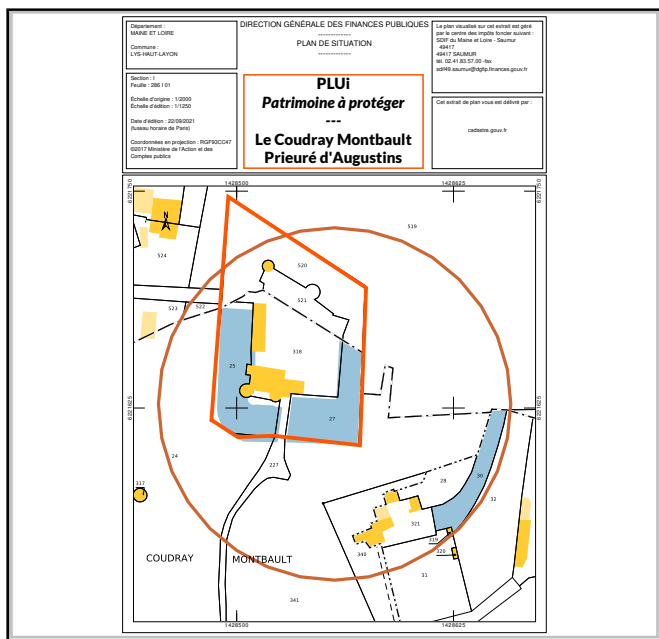 Département :
MAINE ET LOIRE
Commune :
LYS-HAUT-LAYON
Section : I
Feuille : 286 I 01
Échelle d'origine : 1/2000
Échelle d'édition : 1/1250
Date d'édition : 22/09/2021
(fuseau horaire de Paris)
Coordonnées en projection : RGF93CC47
©2017 Ministère de l'Action et des
Comptes publics
DIRECTION GÉNÉRALE DES FINANCES PUBLIQUES
PLAN DE SITUATION
PLUi
Patrimoine à protéger
---
Le Coudray Montbault
Prieuré d'Augustins
Le plan visualisé sur cet extrait est géré
par le centre des impôts foncier suivant :
SDIF du Maine et Loire - Saumur
49417
49417 SAUMUR
tél. 02.41.83.57.00 -fax
sdif49.saumur@dgfip.finances.gouv.fr
Cet extrait de plan vous est délivré par :
cadastre.gouv.fr
1428500
1428625
6221750
6221750
N
519
524
520
521
523
522
318
25
6221625
6221625
27
24
227
28
30
317
32
321
319
320
340
COUDRAY
MONTBAULT
31
341
1428500
1428625